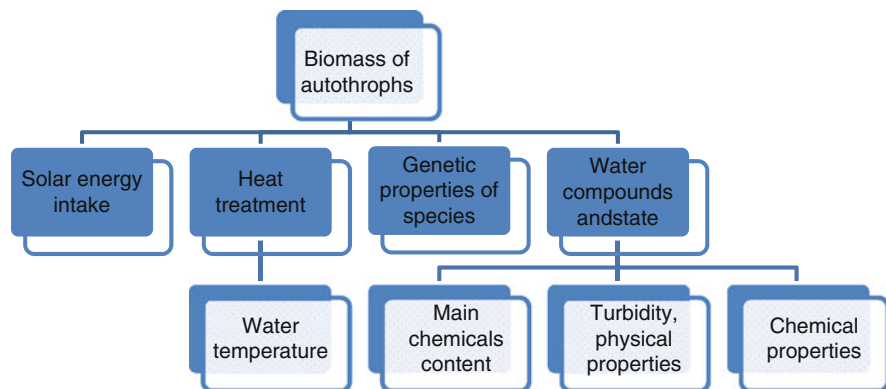 Biomass of
autothrophs
Solar energy
intake
Heat
treatment
Genetic
properties of
species
Water
compounds
andstate
Water
temperature
Main
chemicals
content
Turbidity,
physical
properties
Chemical
properties